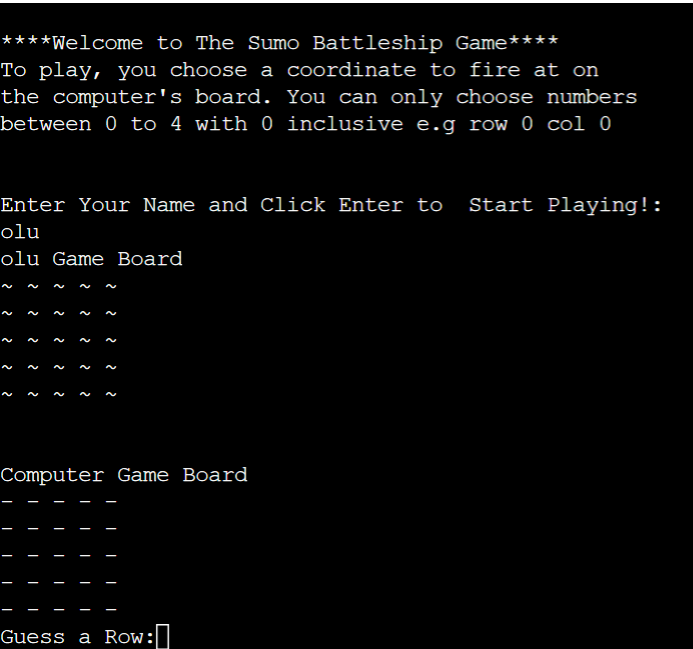 ****Welcome to The Sumo Battleship Game****
To play, you choose a coordinate to fire at on
the computer's board. You can only choose numbers
between 0 to 4 with 0 inclusive e.g row 0 col 0
Enter Your Name and Click Enter to  Start Playing!:
olu
olu Game Board
~ ~ ~ ~ ~
~ ~ ~ ~ ~
~ ~ ~ ~ ~
~ ~ ~ ~ ~
~ ~ ~ ~ ~
Computer Game Board
- - - - -
- - - - -
- - - - -
- - - - -
- - - - -
Guess a Row: